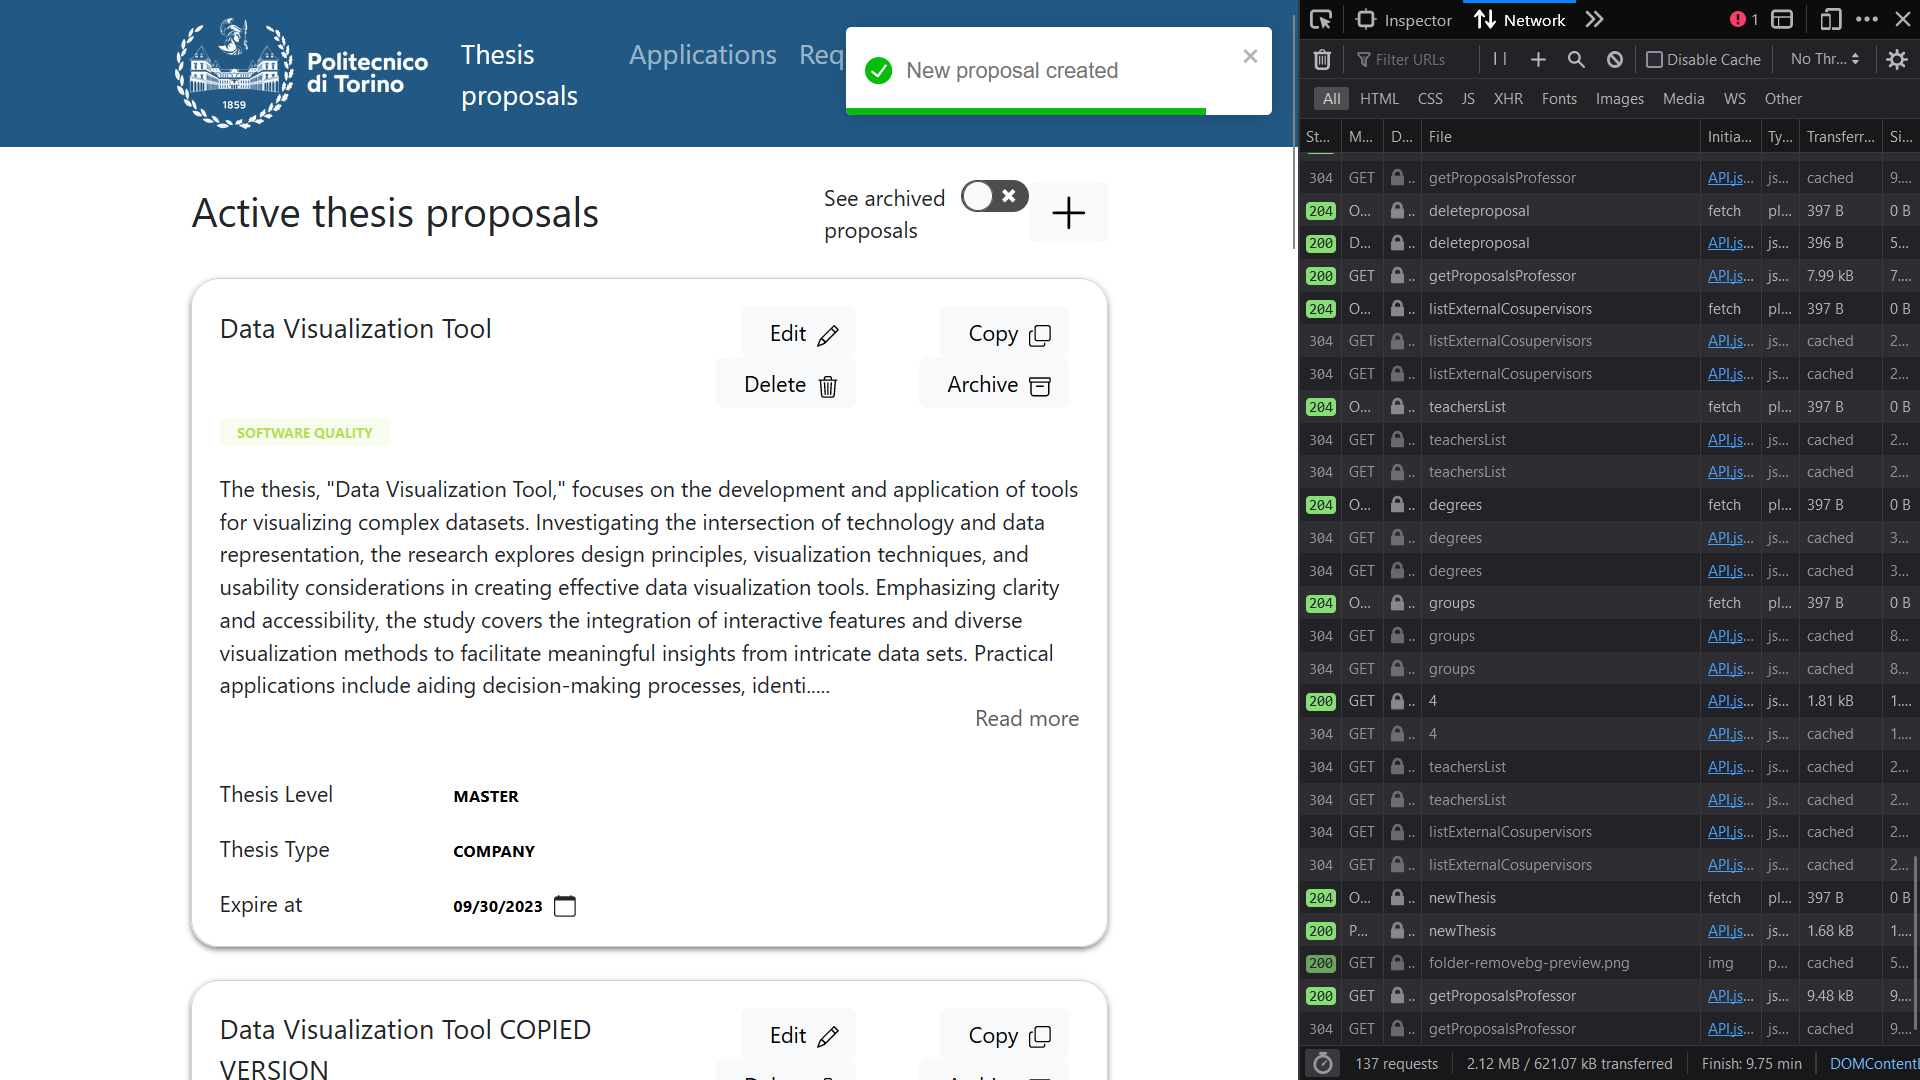 Politecnico
di Torino
1859
Thesis
proposals
Applications
Req
New proposal created
Active thesis proposals
See archived
proposals
Data Visualization Tool
Edit
Copy
Delete
Archive
SOFTWARE QUALITY
The thesis, "Data Visualization Tool," focuses on the development and application of tools
for visualizing complex datasets. Investigating the intersection of technology and data
representation, the research explores design principles, visualization techniques, and
usability considerations in creating effective data visualization tools. Emphasizing clarity
and accessibility, the study covers the integration of interactive features and diverse
visualization methods to facilitate meaningful insights from intricate data sets. Practical
applications include aiding decision-making processes, identi.....
Read more
Thesis Level MASTER
Thesis Type COMPANY
Expire at 09/30/2023
Data Visualization Tool COPIED
VERSION
Edit
Copy
Inspector Network 1
Filter URLs Disable Cache No Thr...
All HTML CSS JS XHR Fonts Images Media WS Other
St... M... D... File Initia... Ty... Transferr... Si...
304 GET .. getProposalsProfessor API.js... js... cached 9....
204 O... .. deleteproposal fetch pl... 397 B 0 B
200 D... .. deleteproposal API.js... js... 396 B 5...
200 GET .. getProposalsProfessor API.js... js... 7.99 kB 7....
204 O... .. listExternalCosupervisors fetch pl... 397 B 0 B
304 GET .. listExternalCosupervisors API.js... js... cached 2...
304 GET .. listExternalCosupervisors API.js... js... cached 2...
204 O... .. teachersList fetch pl... 397 B 0 B
304 GET .. teachersList API.js... js... cached 2...
304 GET .. teachersList API.js... js... cached 2...
204 O... .. degrees fetch pl... 397 B 0 B
304 GET .. degrees API.js... js... cached 3...
304 GET .. degrees API.js... js... cached 3...
204 O... .. groups fetch pl... 397 B 0 B
304 GET .. groups API.js... js... cached 8...
304 GET .. groups API.js... js... cached 8...
200 GET .. 4 API.js... js... 1.81 kB 1....
304 GET .. 4 API.js... js... cached 1....
304 GET .. teachersList API.js... js... cached 2...
304 GET .. teachersList API.js... js... cached 2...
304 GET .. listExternalCosupervisors API.js... js... cached 2...
304 GET .. listExternalCosupervisors API.js... js... cached 2...
204 O... .. newThesis fetch pl... 397 B 0 B
200 P... .. newThesis API.js... js... 1.68 kB 1....
200 GET .. folder-removebg-preview.png img p... cached 5...
200 GET .. getProposalsProfessor API.js... js... 9.48 kB 9....
304 GET .. getProposalsProfessor API.js... js... cached 9....
137 requests 2.12 MB / 621.07 kB transferred Finish: 9.75 min DOMContentL